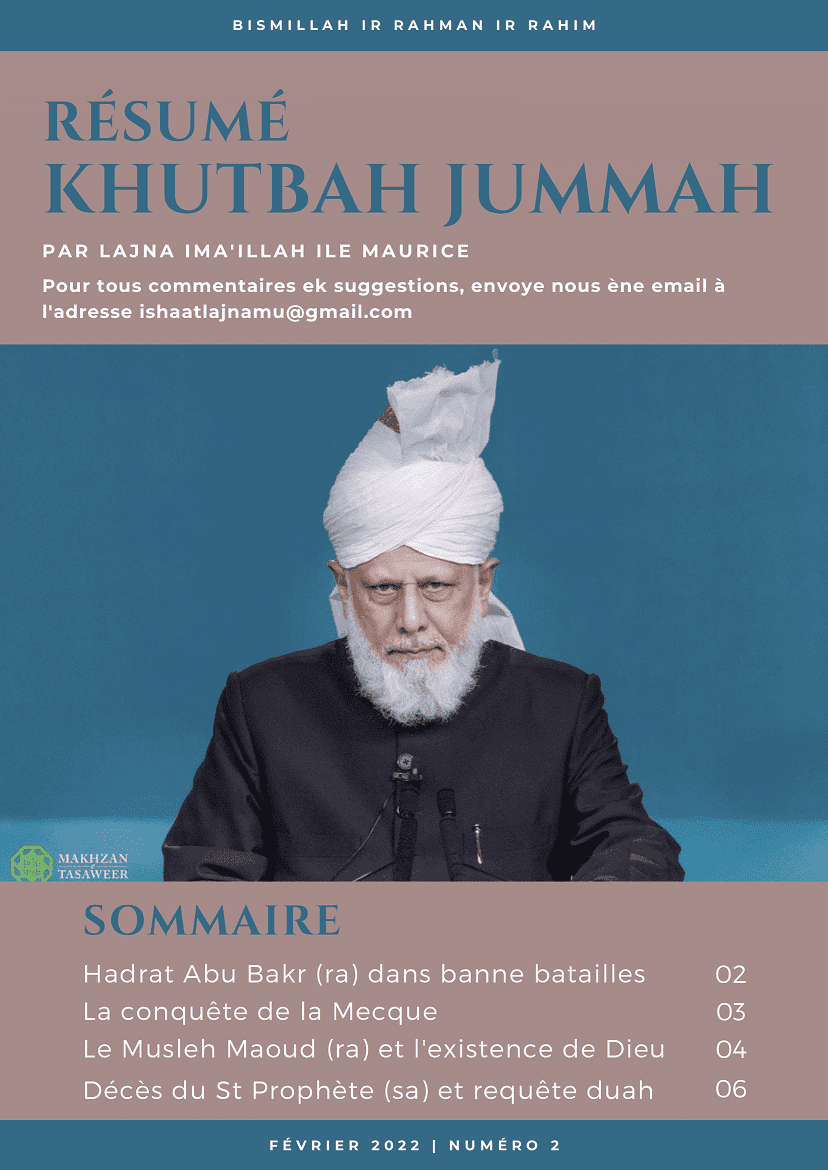 BISMILLAH IR RAHMAN IR RAHIM
RÉSUMÉ
KHUTBAH JUMMAH
PAR LAJNA IMA'ILLAH ILE MAURICE
Pour tous commentaires ek suggestions, envoye nous ène email à
l'adresse ishaatlajnamu@gmail.com
MAKHZAN
TASAWEER
SOMMAIRE
Hadrat Abu Bakr (ra) dans banne batailles 02
La conquête de la Mecque 03
Le Musleh Maoud (ra) et l'existence de Dieu 04
Décès du St Prophète (sa) et requête duah 06
FÉVRIER 2022 | NUMÉRO 2